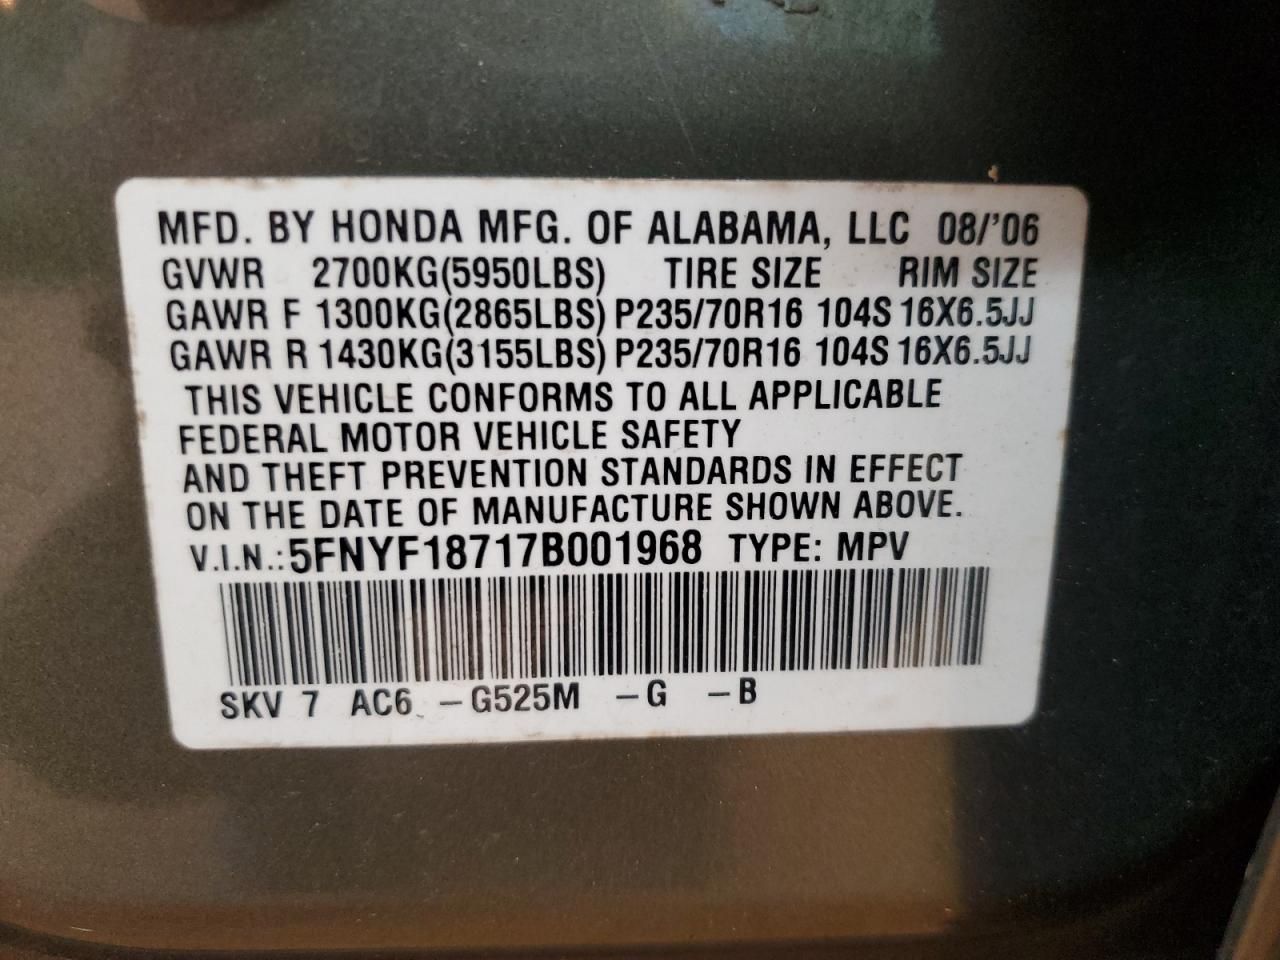 MFD. BY HONDA MFG. OF ALABAMA, LLC 08/'06
GVWR 2700KG(5950LBS) TIRE SIZE RIM SIZE
GAWR F 1300KG(2865LBS) P235/70R16 104S 16X6.5JJ
GAWR R 1430KG(3155LBS) P235/70R16 104S 16X6.5JJ
THIS VEHICLE CONFORMS TO ALL APPLICABLE
FEDERAL MOTOR VEHICLE SAFETY
AND THEFT PREVENTION STANDARDS IN EFFECT
ON THE DATE OF MANUFACTURE SHOWN ABOVE.
V.I.N.: 5FNYF18717B001968 TYPE: MPV
SKV 7 AC6 –G525M –G –B